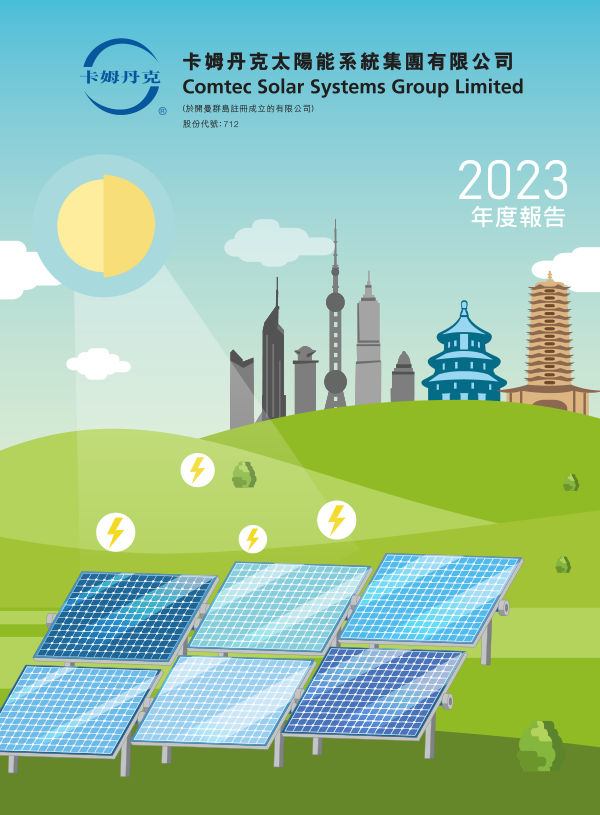 卡姆丹克
®
卡姆丹克太陽能系統集團有限公司
Comtec Solar Systems Group Limited
(於開曼群島註冊成立的有限公司)
股份代號：712
2023
年度報告